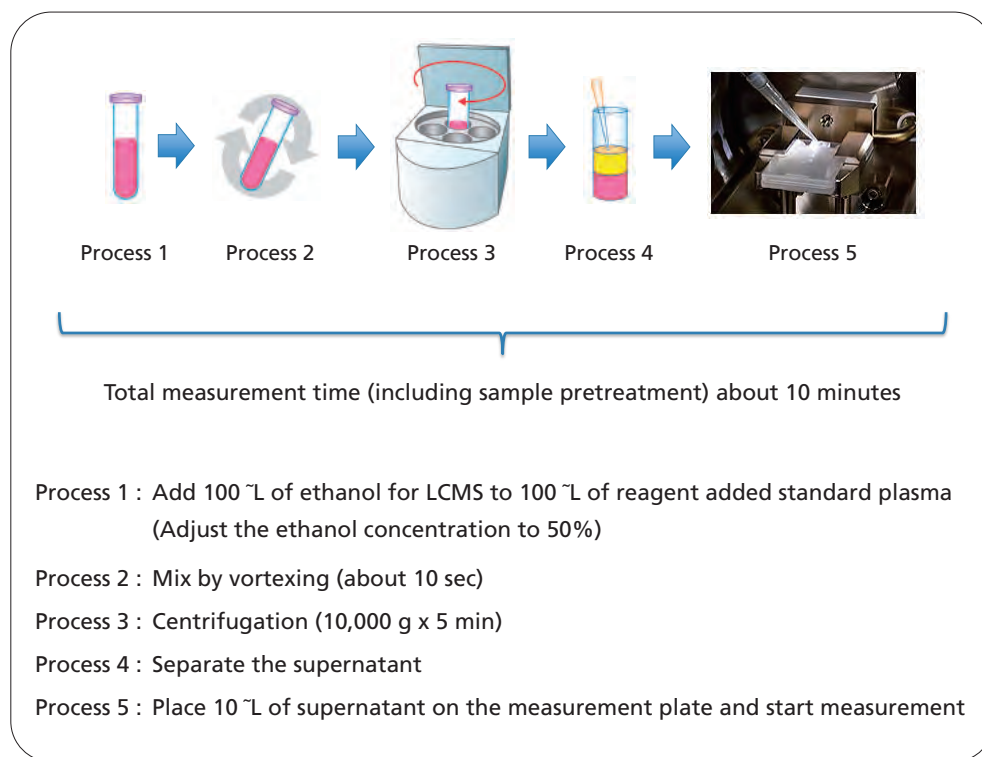 Process 1
Process 2
Process 3
Process 4
Process 5
Total measurement time (including sample pretreatment) about 10 minutes
Process 1 : Add 100 ˜L of ethanol for LCMS to 100 ˜L of reagent added standard plasma
(Adjust the ethanol concentration to 50%)
Process 2 : Mix by vortexing (about 10 sec)
Process 3 : Centrifugation (10,000 g x 5 min)
Process 4 : Separate the supernatant
Process 5 : Place 10 ˜L of supernatant on the measurement plate and start measurement